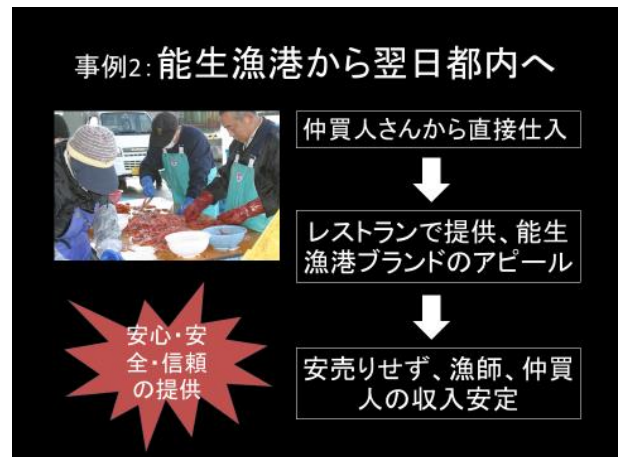 事例2:能生漁港から翌日都内へ
仲買人さんから直接仕入
レストランで提供、能生
漁港ブランドのアピール
安売りせず、漁師、仲買
人の収入安定
安心・安
全・信頼
の提供